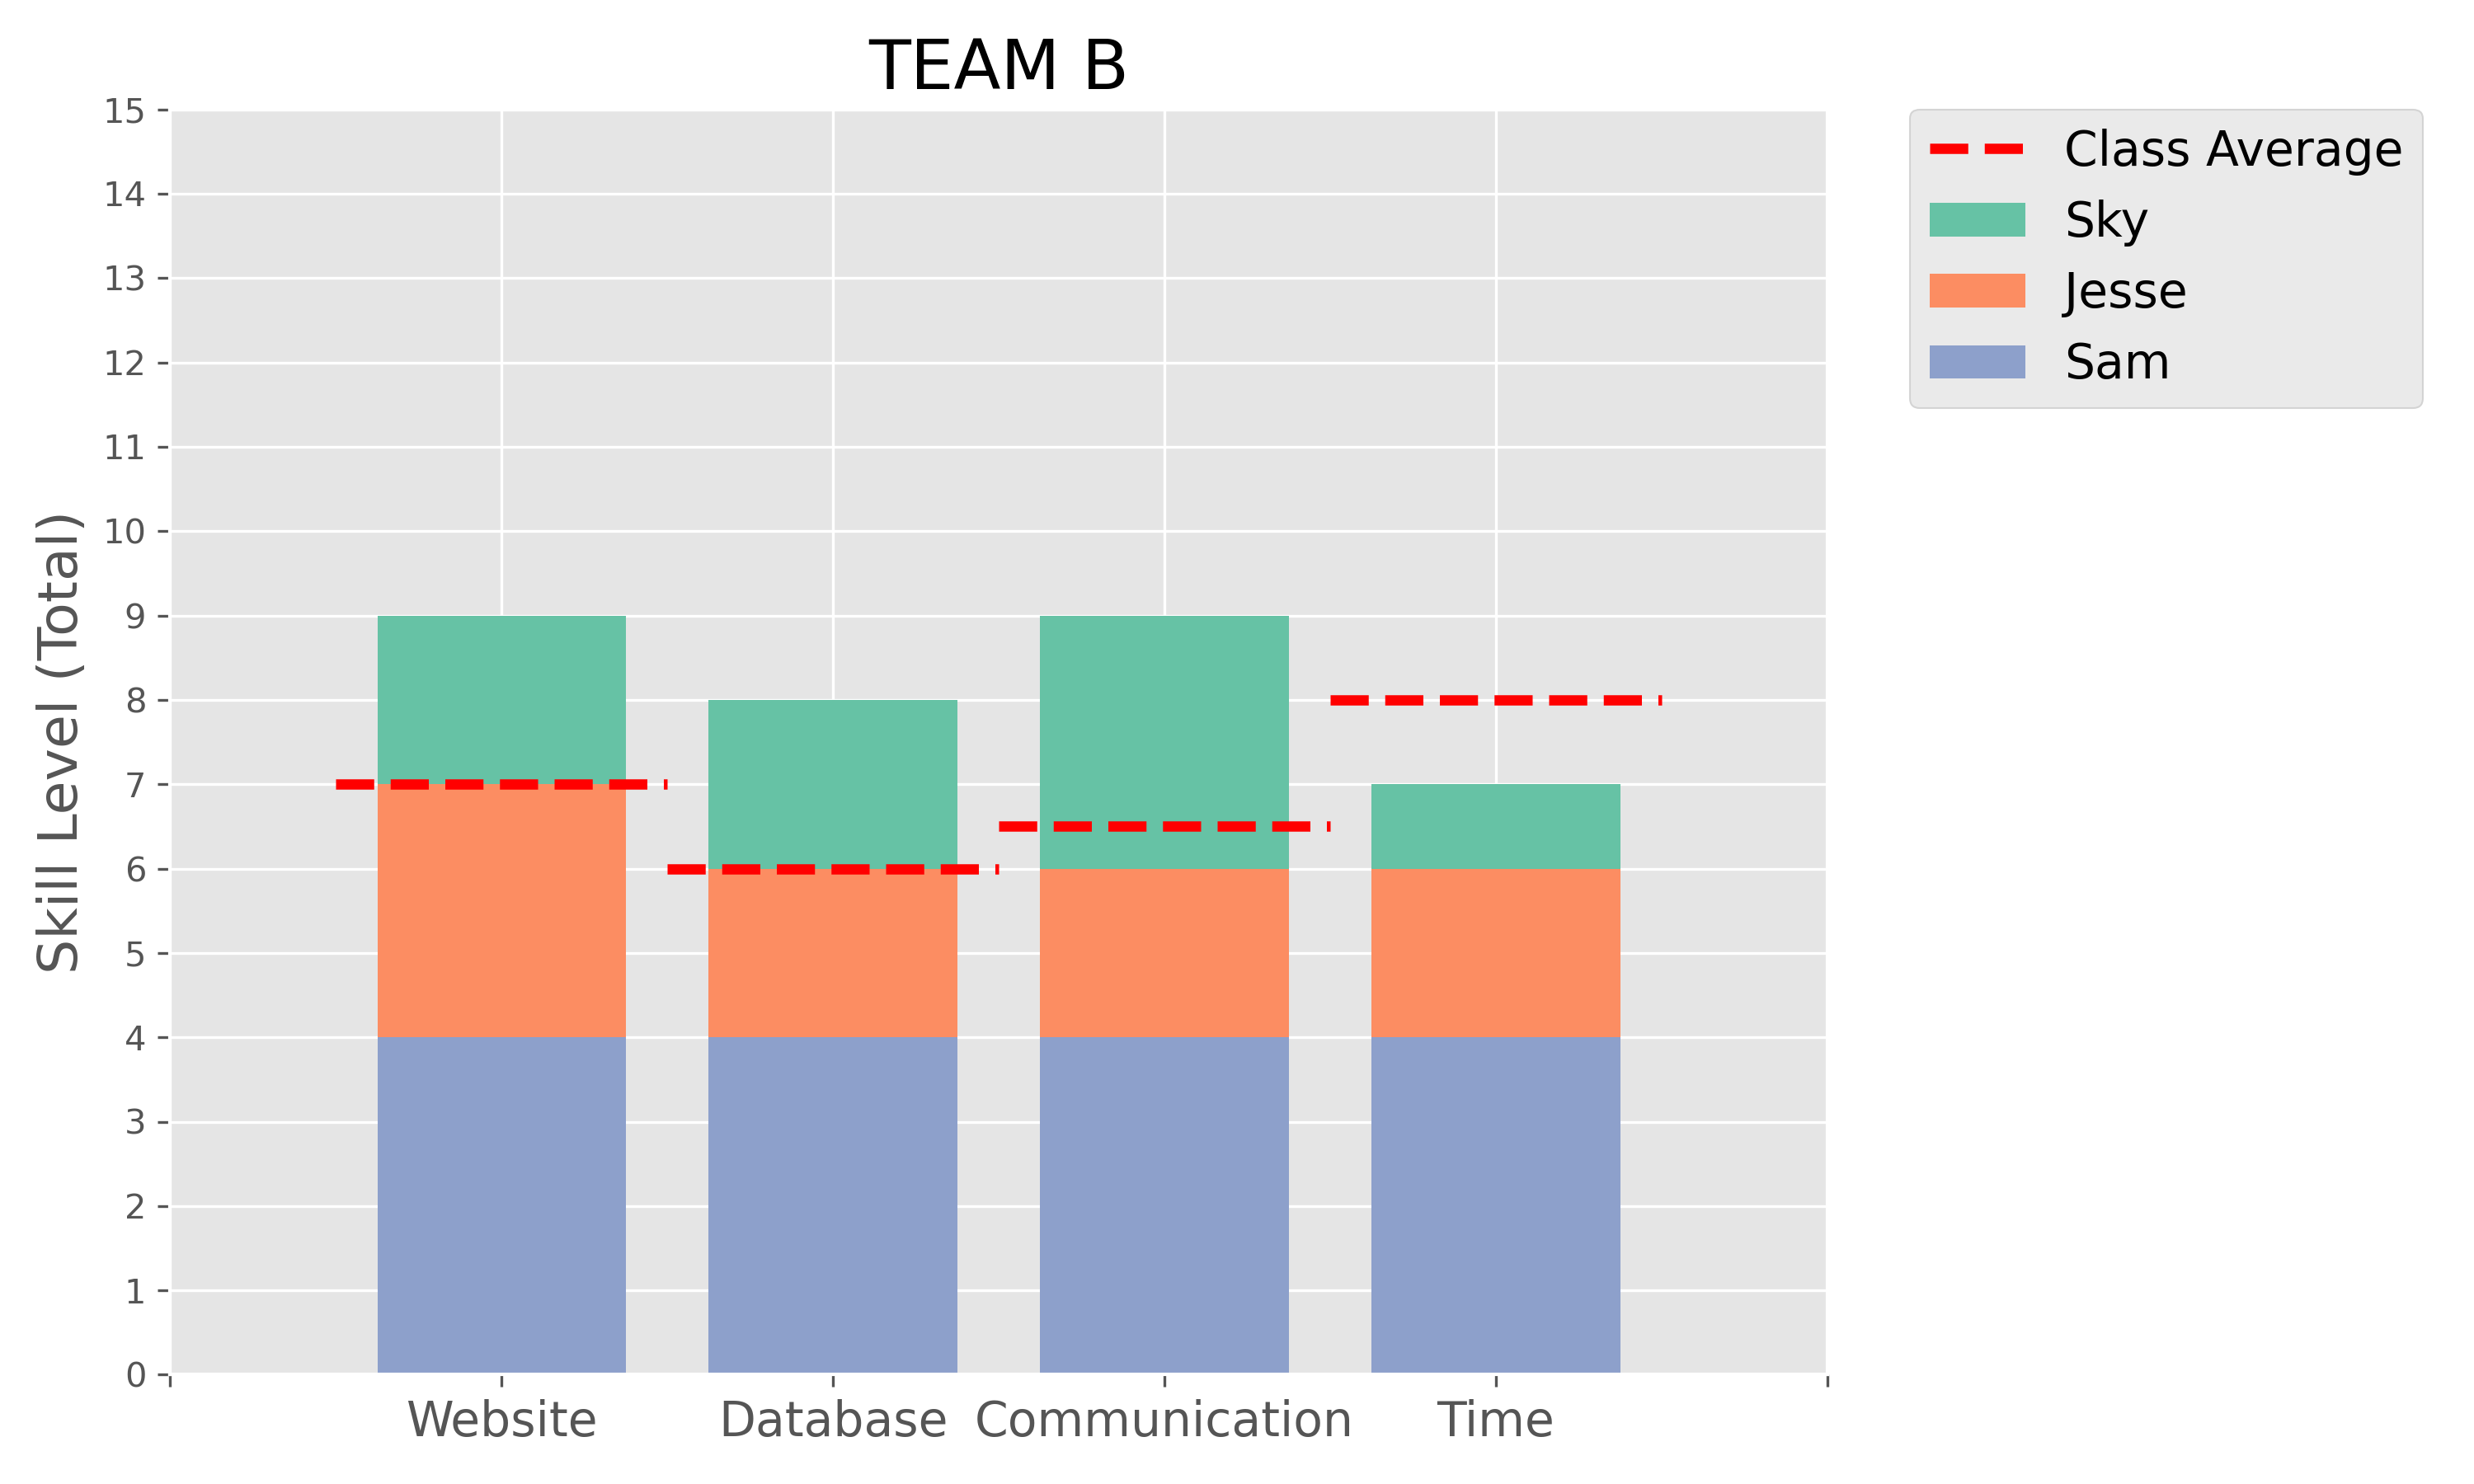 TEAM B
Skill Level (Total)
15
14
13
12
11
10
9
8
7
6
5
4
3
2
1
0
Website Database Communication Time
Class Average
Sky
Jesse
Sam